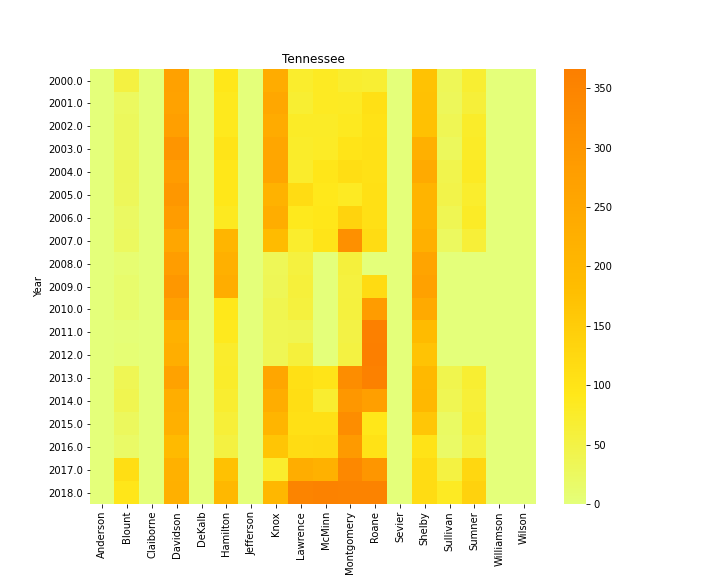 Tennessee
Year
2000.0
2001.0
2002.0
2003.0
2004.0
2005.0
2006.0
2007.0
2008.0
2009.0
2010.0
2011.0
2012.0
2013.0
2014.0
2015.0
2016.0
2017.0
2018.0
Anderson
Blount
Claiborne
Davidson
DeKalb
Hamilton
Jefferson
Knox
Lawrence
McMinn
Montgomery
Roane
Sevier
Shelby
Sullivan
Sumner
Williamson
Wilson
350
300
250
200
150
100
50
0